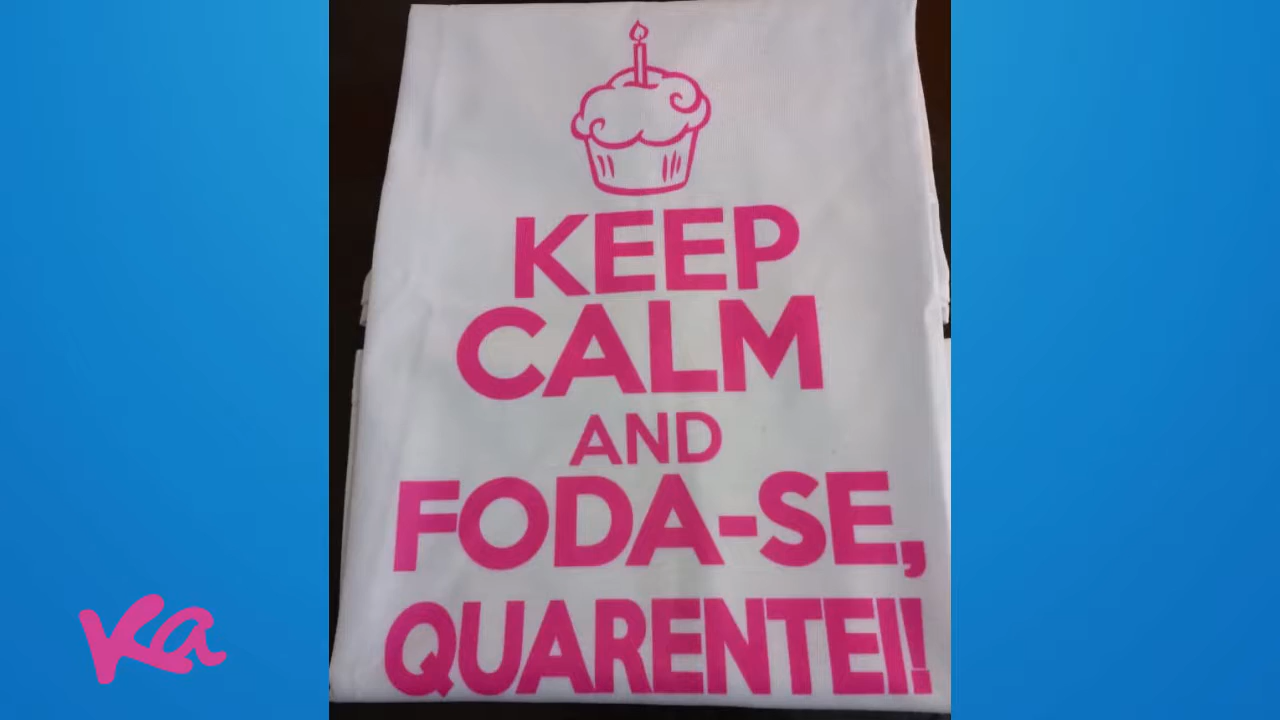 KEEP
CALM
AND
FODA-SE,
QUARENTEI!
Ka